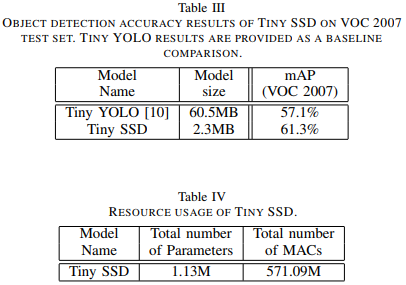 Table III
OBJECT DETECTION ACCURACY RESULTS OF TINY SSD ON VOC 2007
TEST SET. TINY YOLO RESULTS ARE PROVIDED AS A BASELINE
COMPARISON.
Model Name | Model size | mAP (VOC 2007)
Tiny YOLO [10] | 60.5MB | 57.1%
Tiny SSD | 2.3MB | 61.3%
Table IV
RESOURCE USAGE OF TINY SSD.
Model Name | Total number of Parameters | Total number of MACs
Tiny SSD | 1.13M | 571.09M